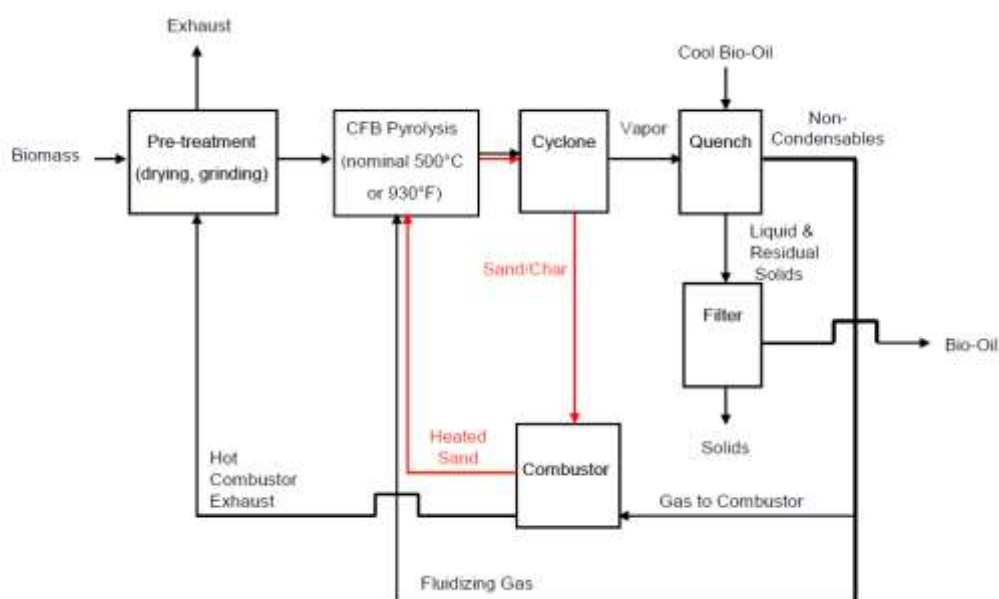 Exhaust
Cool Bio-Oil
Biomass
Pre-treatment
(drying, grinding)
CFB Pyrolysis
(nominal 500°C
or 930°F)
Cyclone
Vapor
Quench
Non-
Condensables
Sand/Char
Liquid &
Residual
Solids
Filter
Bio-Oil
Solids
Heated
Sand
Combustor
Hot
Combustor
Exhaust
Gas to Combustor
Fluidizing Gas